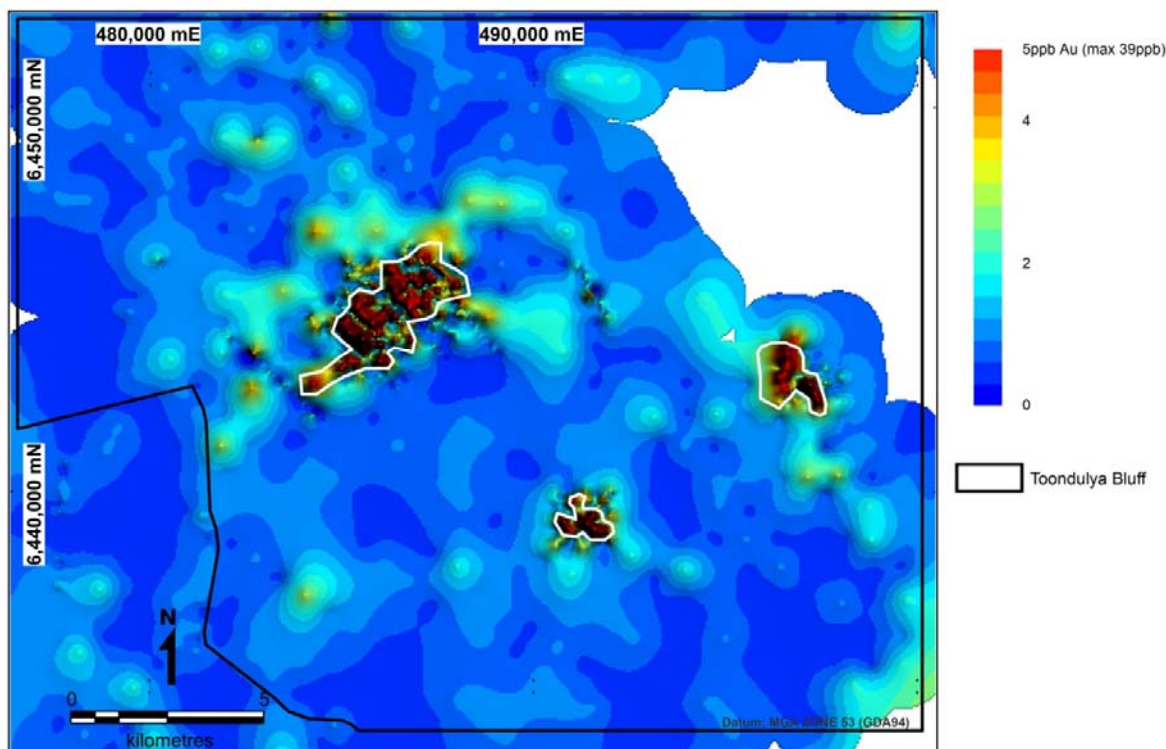 480,000 mE
490,000 mE
6,450,000 mN
6,440,000 mN
N
0
5
kilometres
Datum: MGA ZONE 53 (GDA94)
5ppb Au (max 39ppb)
4
2
0
Toondulya Bluff